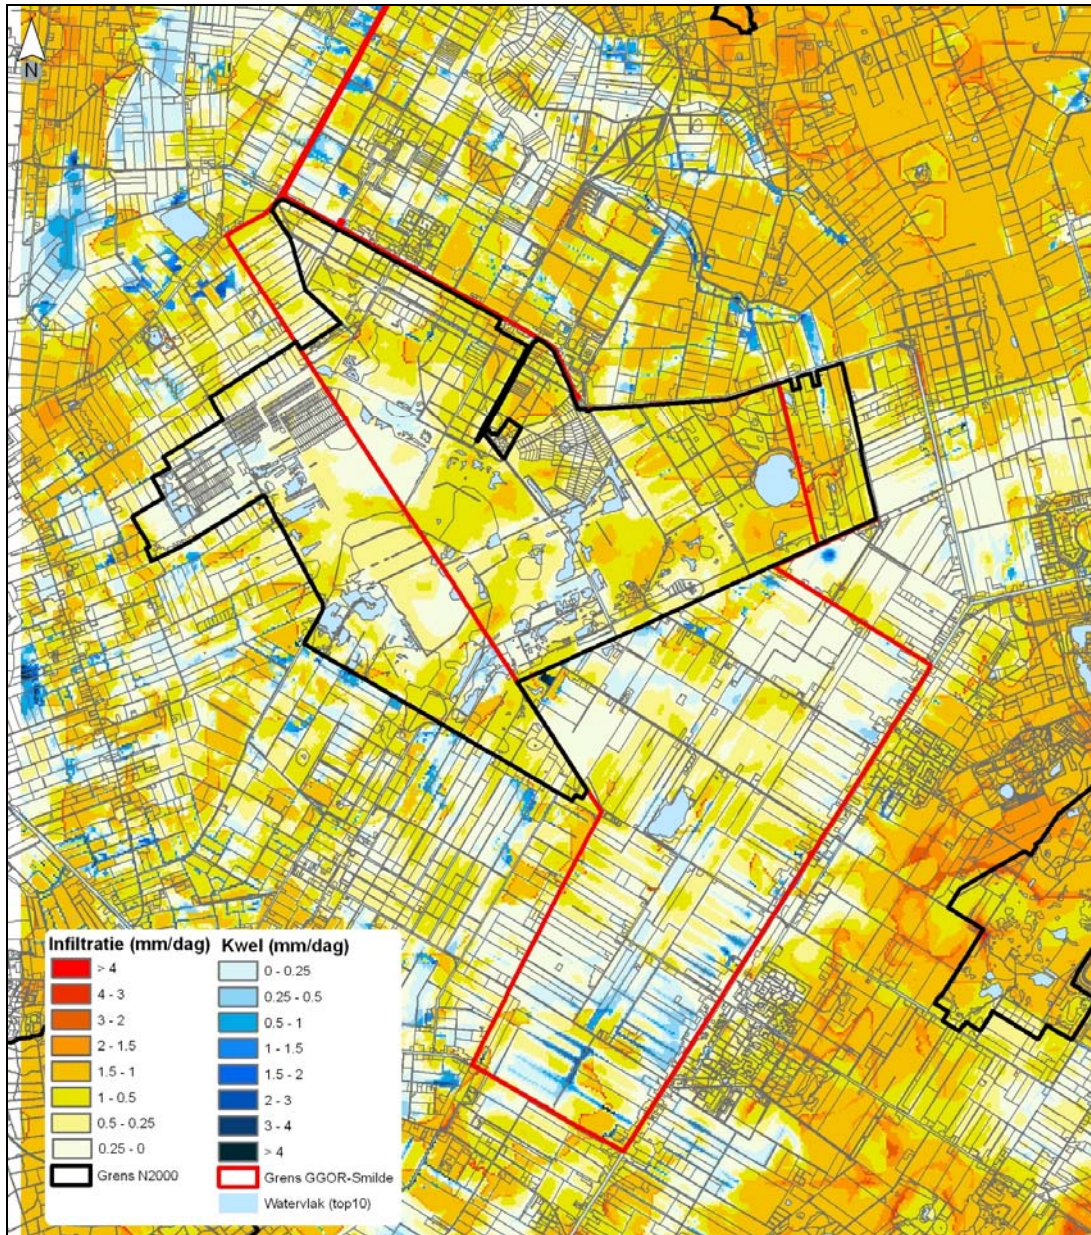 N
Infiltratie (mm/dag)
> 4
4 - 3
3 - 2
2 - 1.5
1.5 - 1
1 - 0.5
0.5 - 0.25
0.25 - 0
Grens N2000
Kwel (mm/dag)
0 - 0.25
0.25 - 0.5
0.5 - 1
1 - 1.5
1.5 - 2
2 - 3
3 - 4
> 4
Grens GGOR-Smilde
Watervlak (top10)